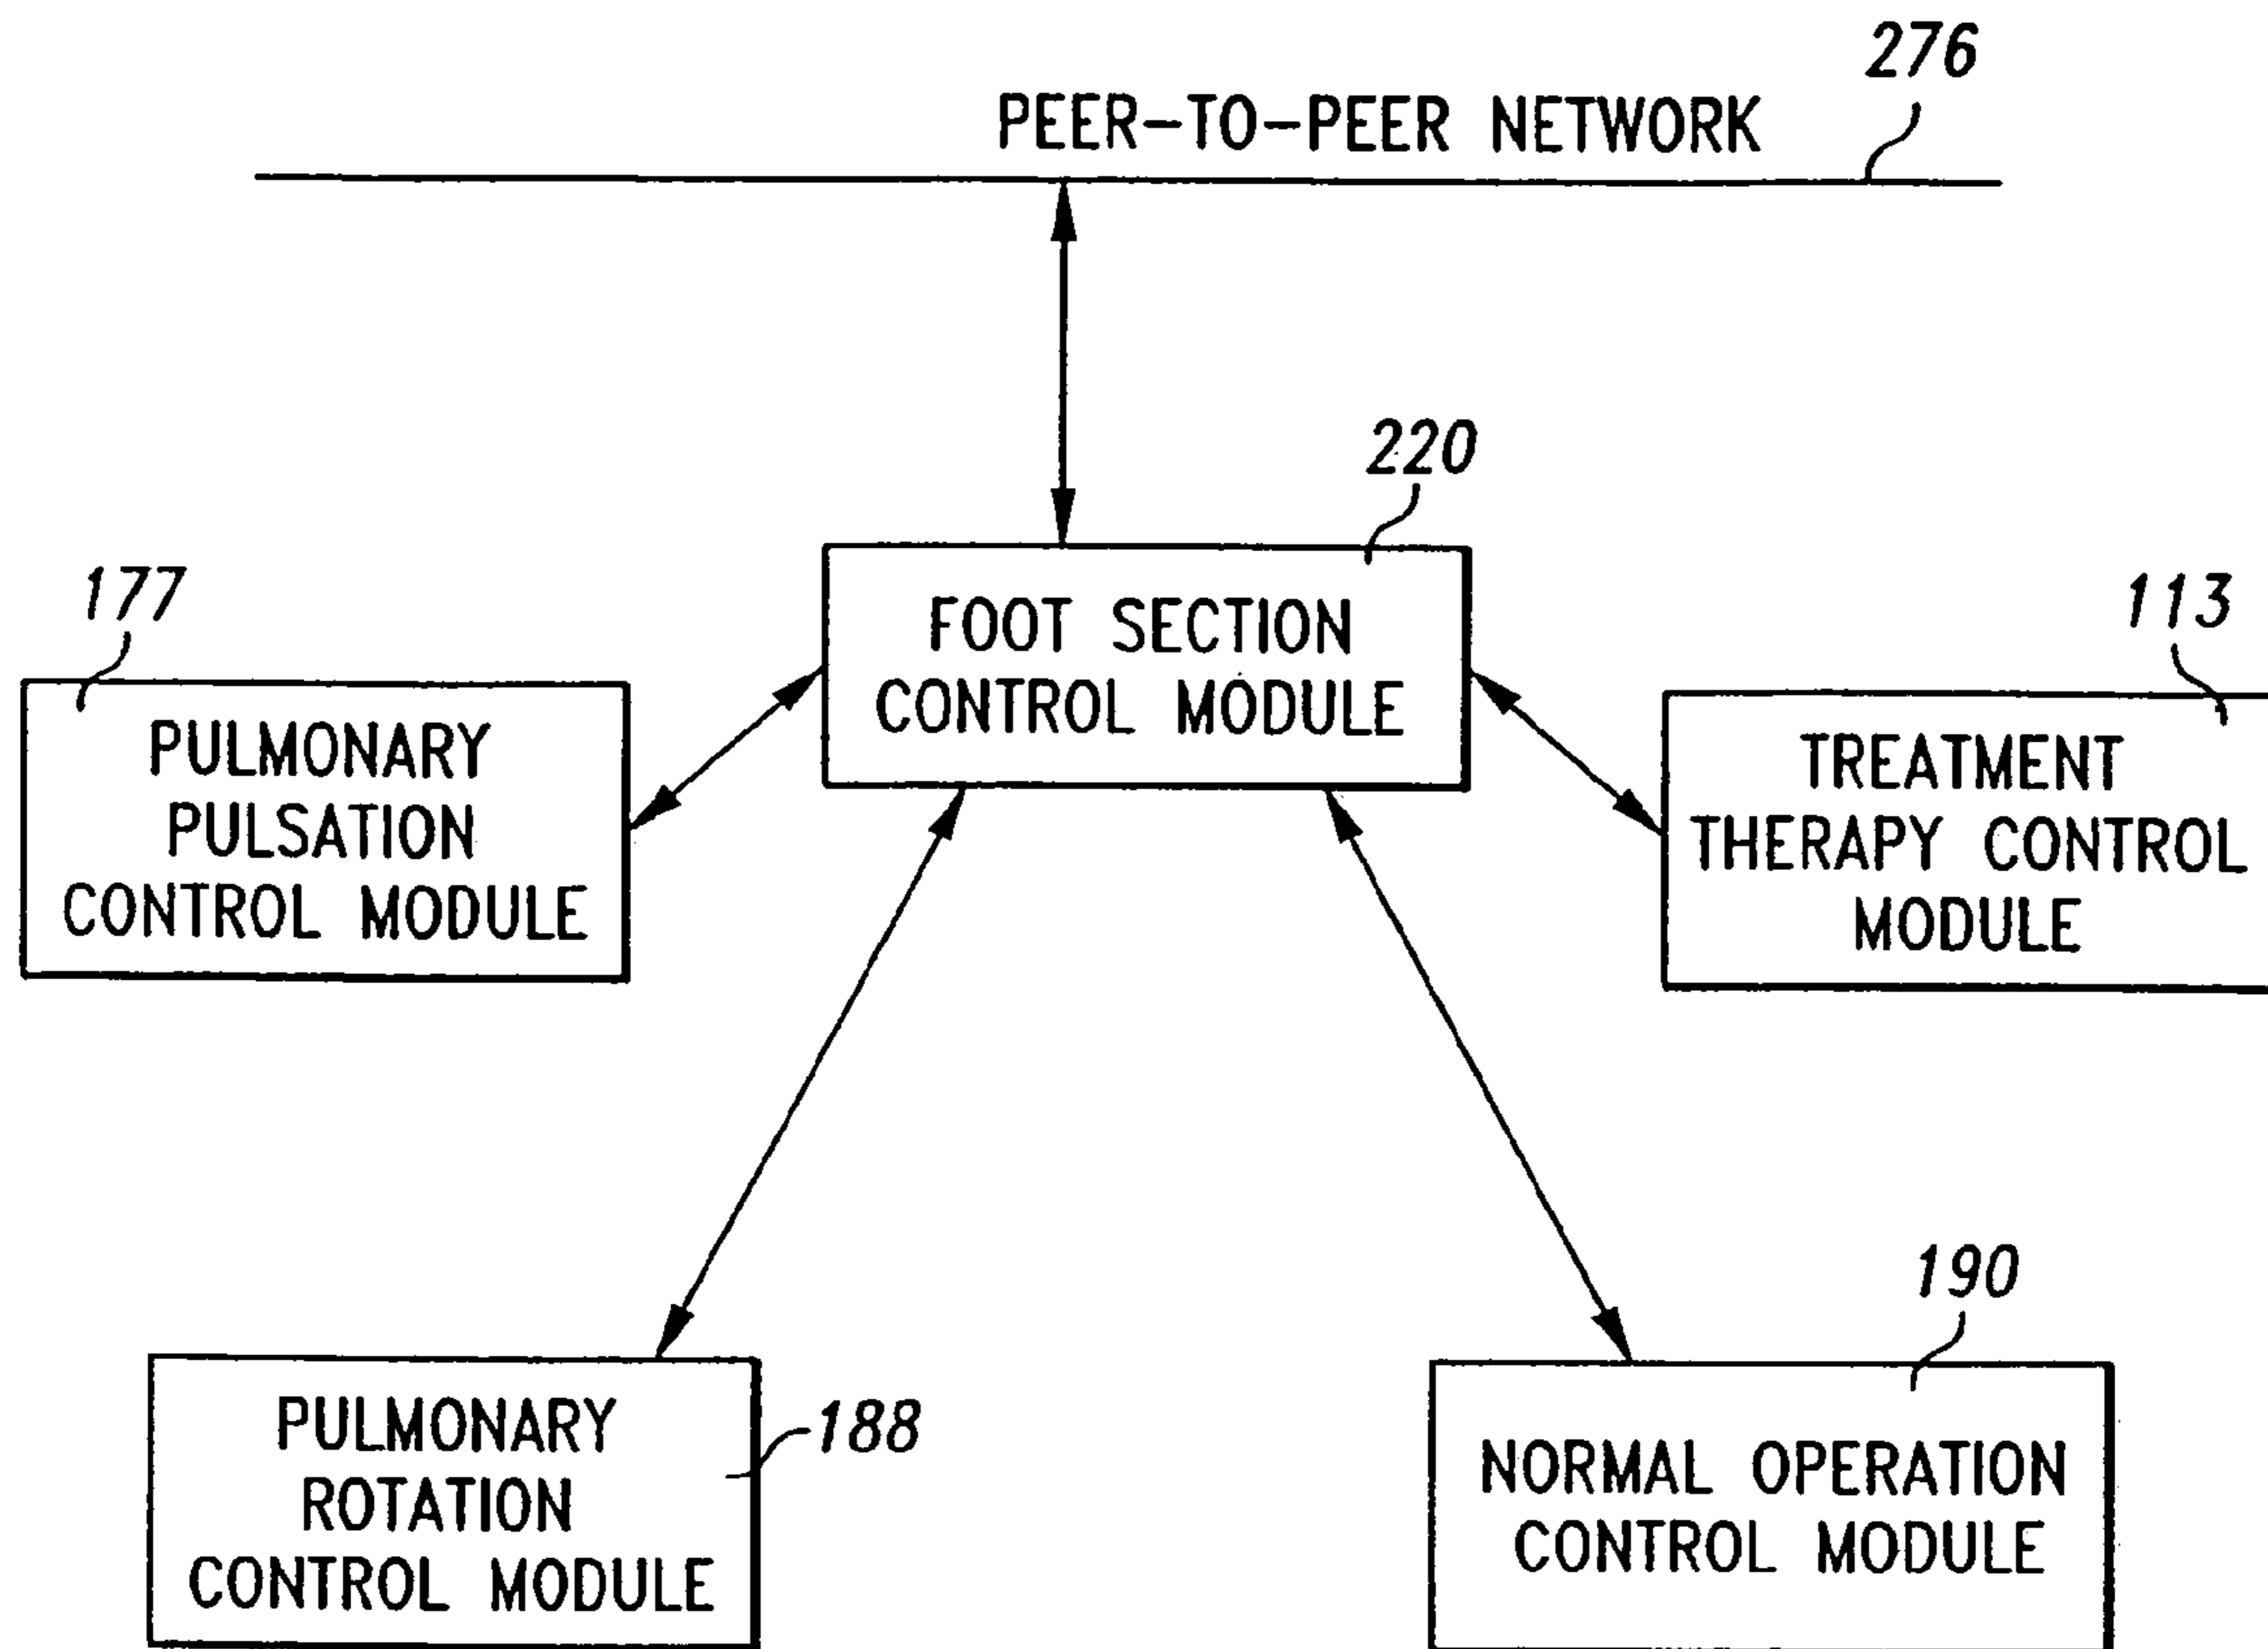 276
PEER-TO-PEER NETWORK
220
FOOT SECTION
CONTROL MODULE
177
PULMONARY
PULSATION
CONTROL MODULE
113
TREATMENT
THERAPY CONTROL
MODULE
PULMONARY
ROTATION
CONTROL MODULE
188
190
NORMAL OPERATION
CONTROL MODULE